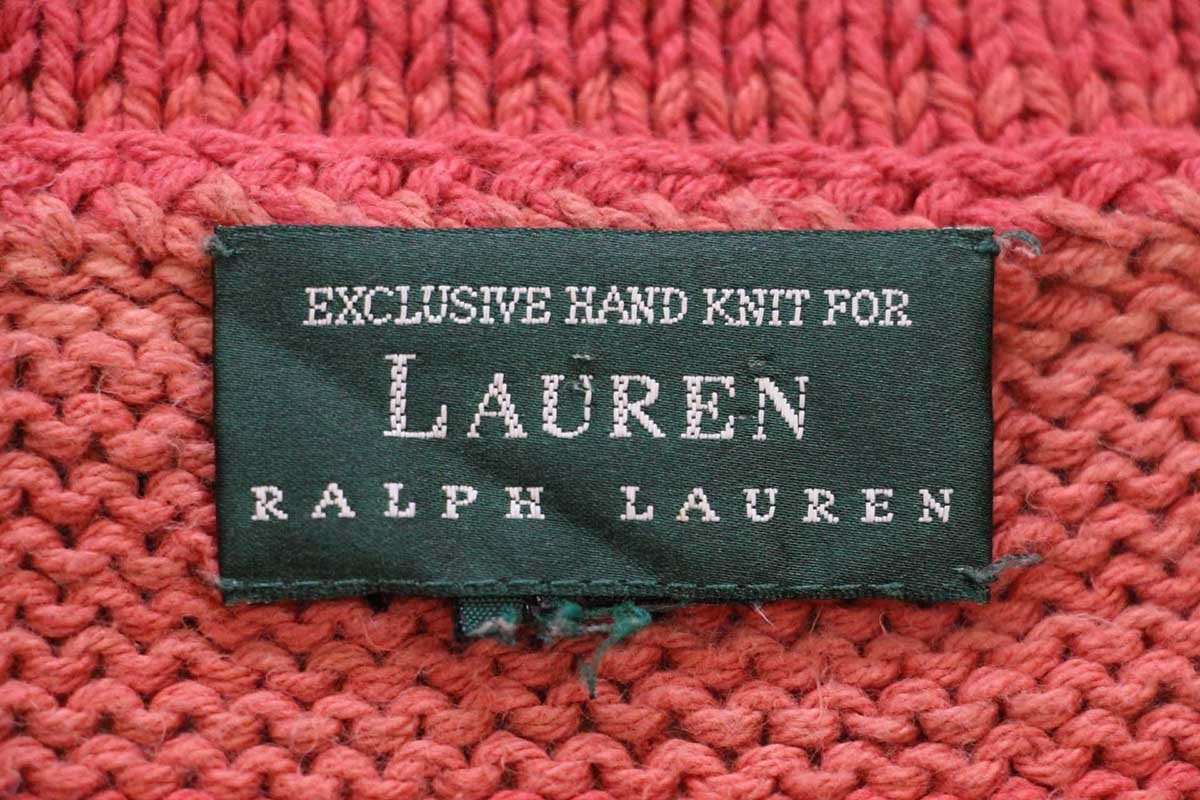 EXCLUSIVE HAND KNIT FOR
LAUREN
RALPH LAUREN